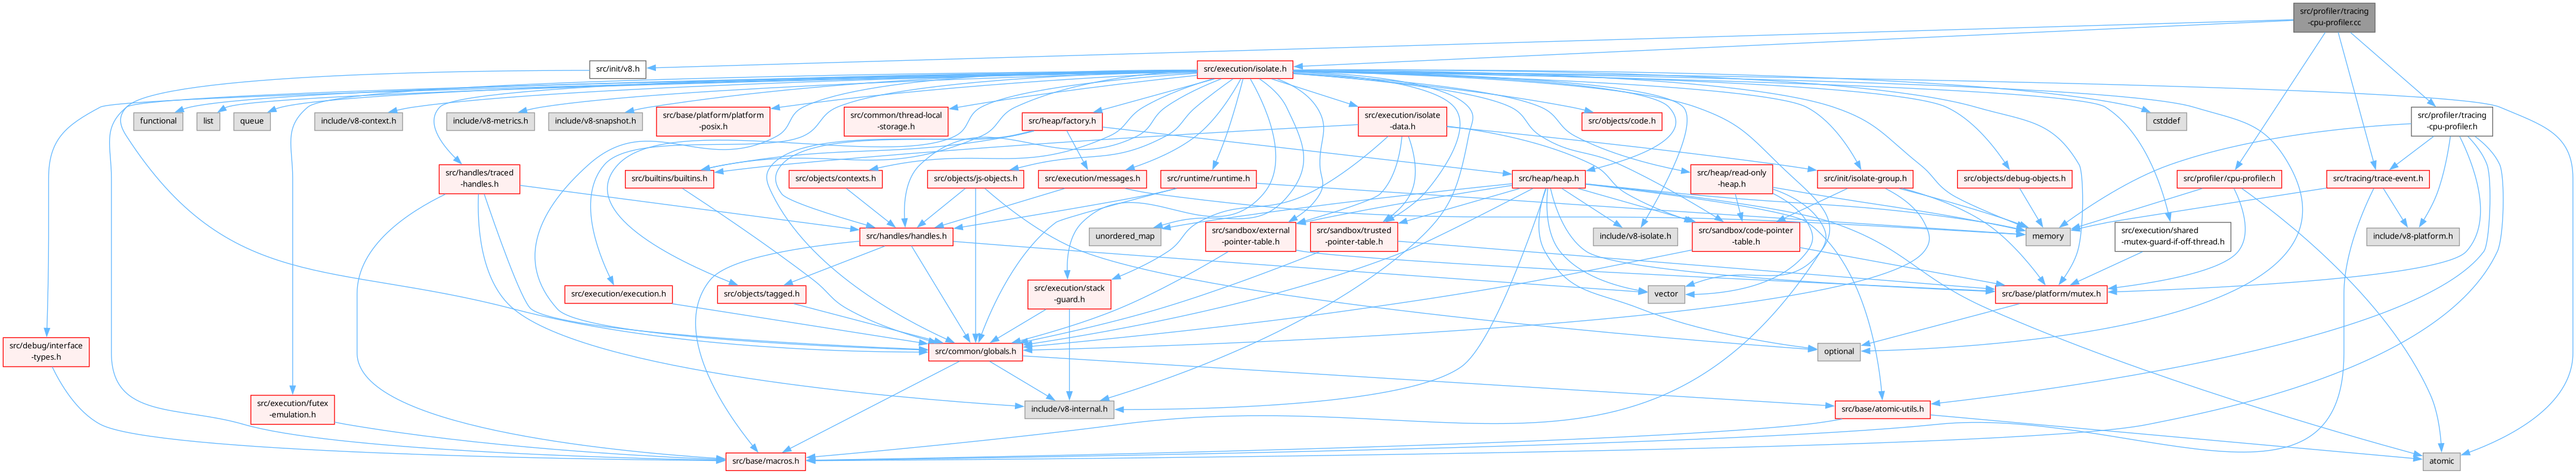 src/profiler/tracing
-cpu-profiler.cc
src/init/v8.h
src/execution/isolate.h
functional
list
queue
include/v8-context.h
include/v8-metrics.h
include/v8-snapshot.h
src/base/platform/platform
-posix.h
src/common/thread-local
-storage.h
src/heap/factory.h
src/execution/isolate
-data.h
src/objects/code.h
cstddef
src/profiler/tracing
-cpu-profiler.h
src/handles/traced
-handles.h
src/builtins/builtins.h
src/objects/contexts.h
src/objects/js-objects.h
src/execution/messages.h
src/runtime/runtime.h
src/heap/heap.h
src/heap/read-only
-heap.h
src/init/isolate-group.h
src/objects/debug-objects.h
src/profiler/cpu-profiler.h
src/tracing/trace-event.h
src/handles/handles.h
unordered_map
src/sandbox/external
-pointer-table.h
src/sandbox/trusted
-pointer-table.h
include/v8-isolate.h
src/sandbox/code-pointer
-table.h
memory
src/execution/shared
-mutex-guard-if-off-thread.h
include/v8-platform.h
src/execution/execution.h
src/objects/tagged.h
src/execution/stack
-guard.h
vector
src/base/platform/mutex.h
src/debug/interface
-types.h
src/common/globals.h
optional
src/execution/futex
-emulation.h
include/v8-internal.h
src/base/atomic-utils.h
src/base/macros.h
atomic